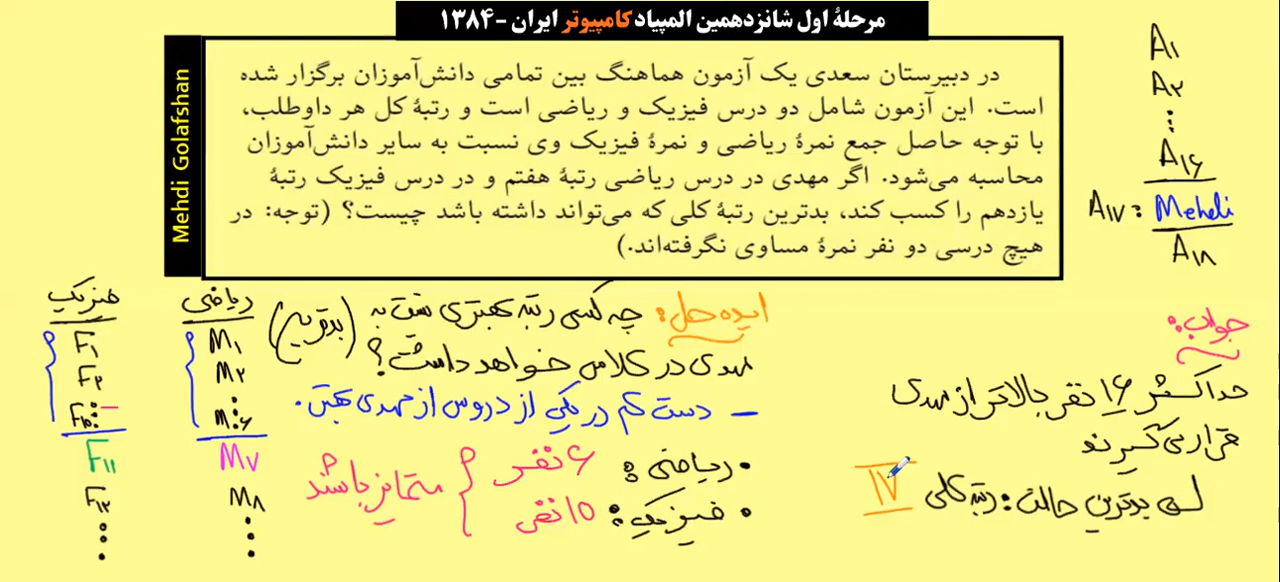 مرحلهٔ اول شانزدهمین المپیاد کامپیوتر ایران -۱۳۸۴
Mehdi Golafshan
در دبیرستان سعدی یک آزمون هماهنگ بین تمامی دانش‌آموزان برگزار شده
است. این آزمون شامل دو درس فیزیک و ریاضی است و رتبهٔ کل هر داوطلب،
با توجه حاصل جمع نمرهٔ ریاضی و نمرهٔ فیزیک وی نسبت به سایر دانش‌آموزان
محاسبه می‌شود. اگر مهدی در درس ریاضی رتبهٔ هفتم و در درس فیزیک رتبهٔ
یازدهم را کسب کند، بدترین رتبهٔ کلی که می‌تواند داشته باشد چیست؟ (توجه: در
هیچ درسی دو نفر نمرهٔ مساوی نگرفته‌اند.)
A۱
A۲
...
A۱۶
A۱۷: Mehdi
A۱۸
ایده حل: چه کسی رتبه بهتری نسبت به (بدترین)
مهدی در کلاس خواهد داشت؟
- دست کم در یکی از دروس از مهدی بهتر.
• ریاضی: ۶ نفر
• فیزیک: ۱۰ نفر
متمایز باشند
ریاضی
M۱
M۲
M۶
M۷
M۸
فیزیک
F۱
F۲
F۱۰
F۱۱
F۱۲
جواب:
حداکثر ۱۶ نفر بالاتر از مهدی
قرار می‌گیرند
بدترین حالت: رتبه کلی ۱۷